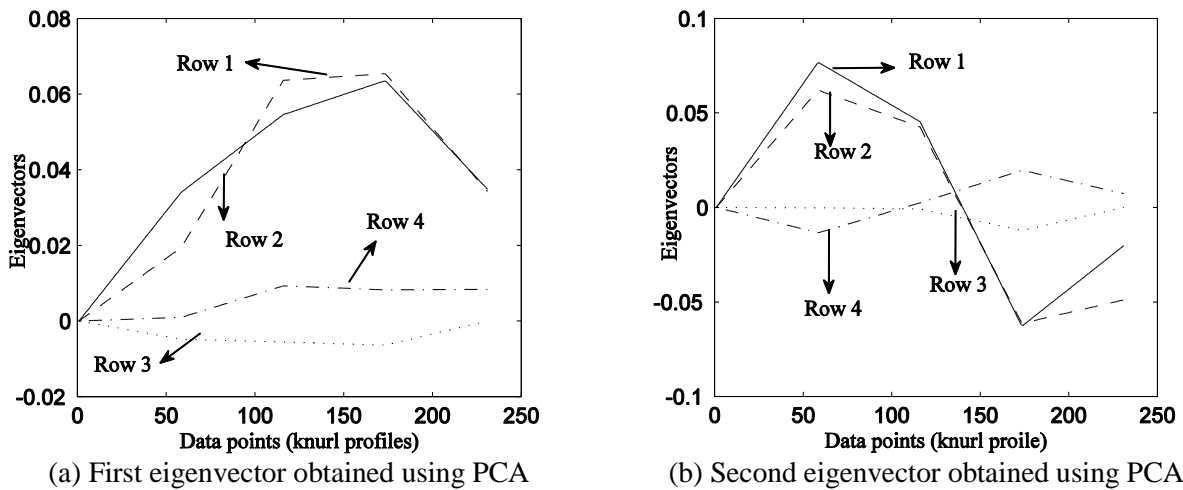 0.08
0.06
0.04
0.02
0
-0.02
Eigenvectors
Row 1
Row 2
Row 4
Row 3
0 50 100 150 200 250
Data points (knurl profiles)
(a) First eigenvector obtained using PCA
0.1
0.05
0
-0.05
-0.1
Eigenvectors
Row 1
Row 2
Row 3
Row 4
0 50 100 150 200 250
Data points (knurl proile)
(b) Second eigenvector obtained using PCA